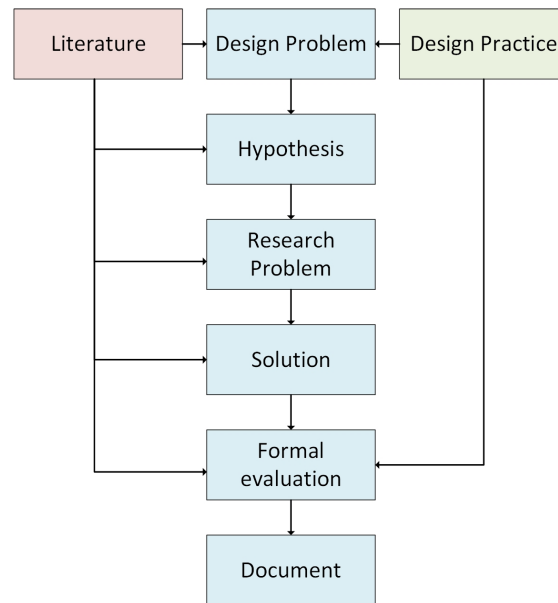 Literature
Design Problem
Design Practice
Hypothesis
Research
Problem
Solution
Formal
evaluation
Document